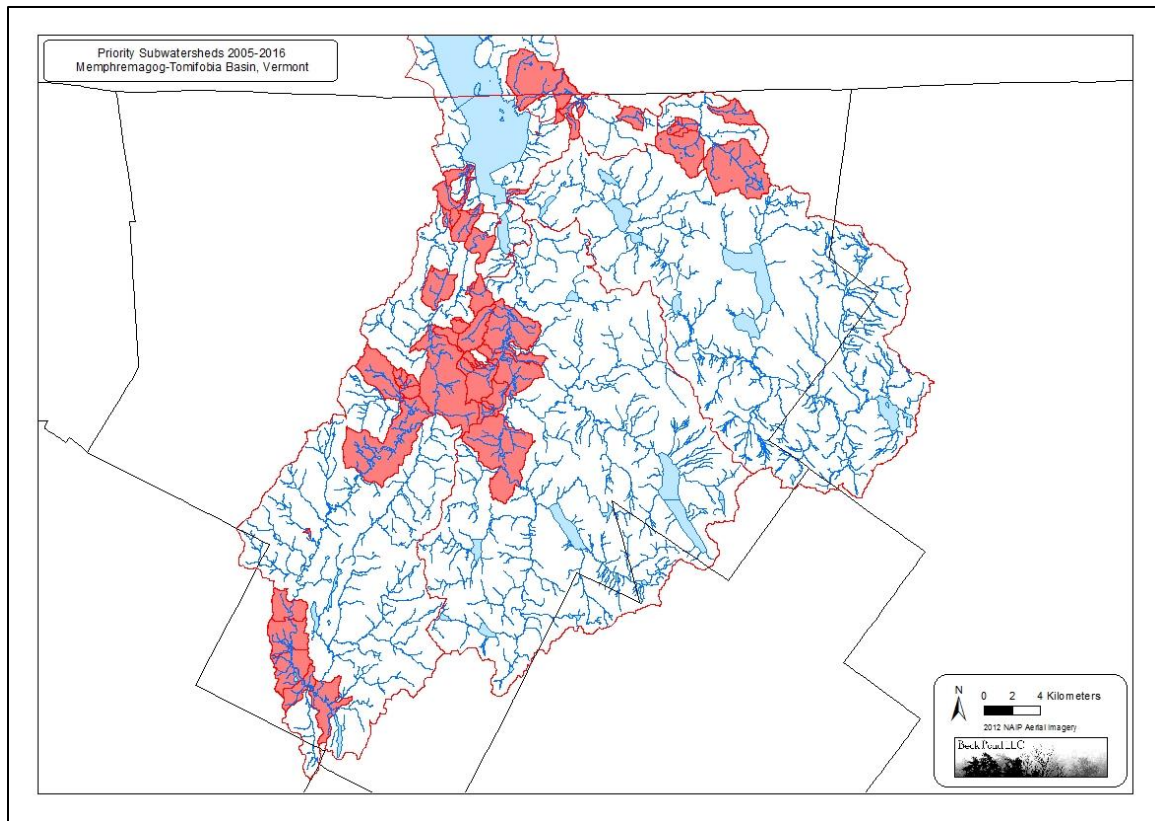 Priority Subwatersheds 2005-2016
Memphremagog-Tomifobia Basin, Vermont
N
0 2 4 Kilometers
2012 NAIP Aerial Imagery
Beck Pond LLC